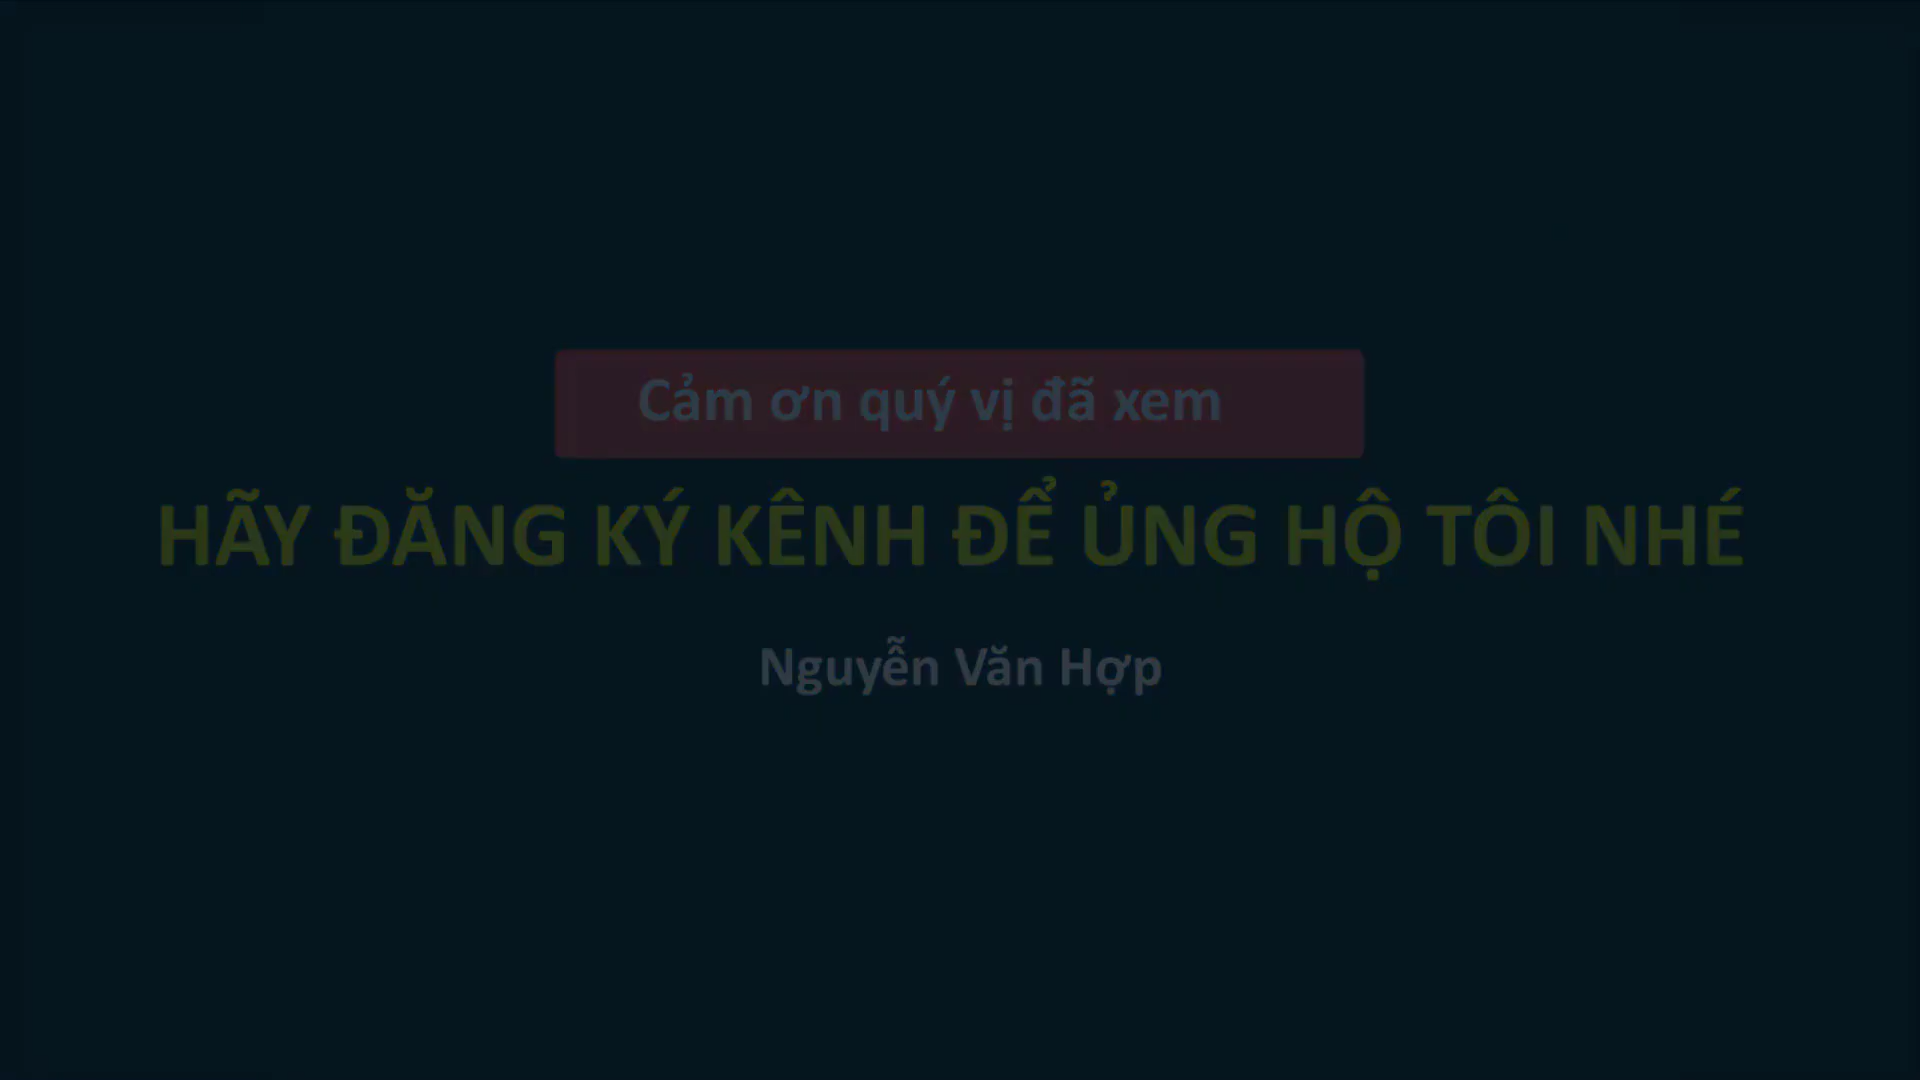 Cảm ơn quý vị đã xem
HÃY ĐĂNG KÝ KÊNH ĐỂ ỦNG HỘ TÔI NHÉ
Nguyễn Văn Hợp